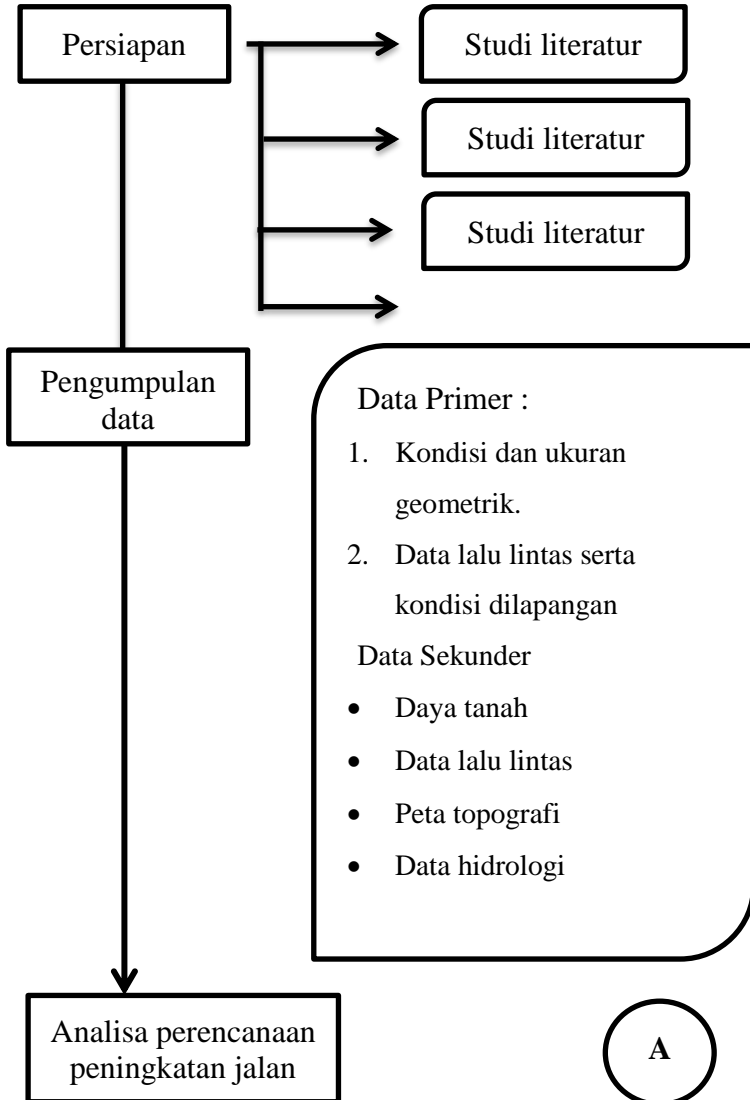 Persiapan
Studi literatur
Studi literatur
Studi literatur
Pengumpulan
data
Data Primer :
1. Kondisi dan ukuran
geometrik.
2. Data lalu lintas serta
kondisi dilapangan
Data Sekunder
• Daya tanah
• Data lalu lintas
• Peta topografi
• Data hidrologi
Analisa perencanaan
peningkatan jalan
A